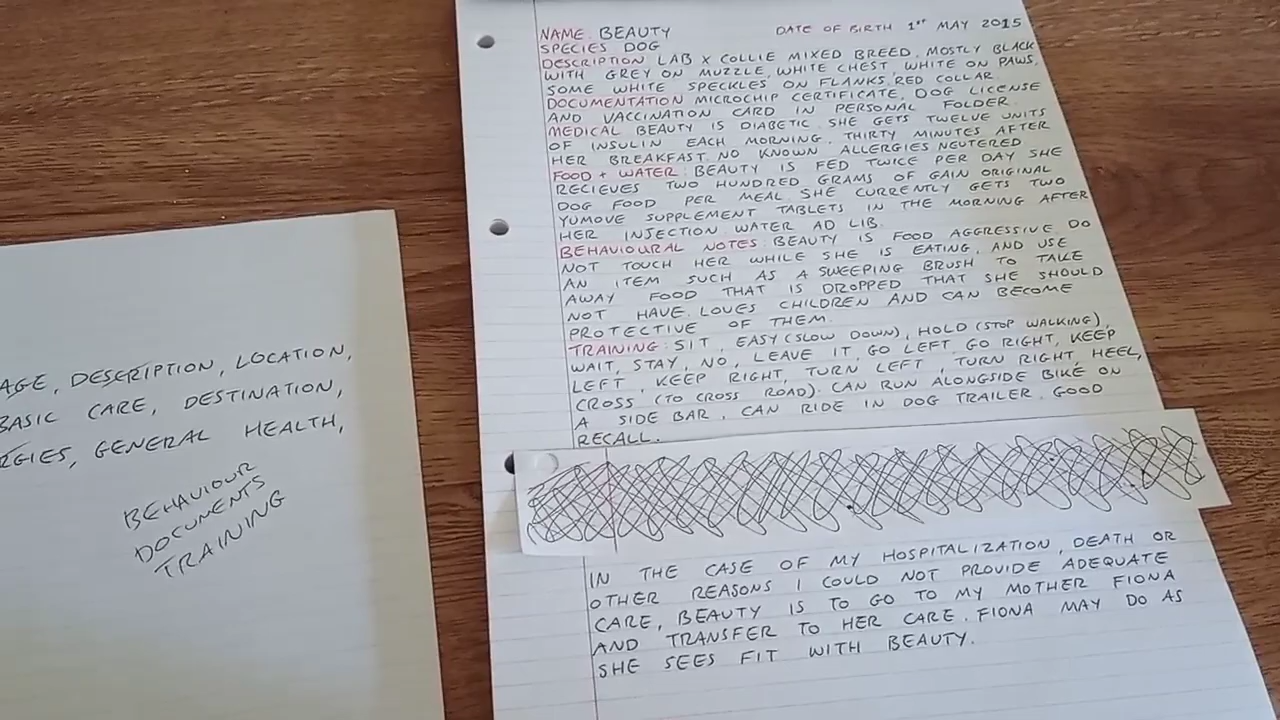 NAME: BEAUTY DATE OF BIRTH 1ST MAY 2015
SPECIES DOG
DESCRIPTION LAB X COLLIE MIXED BREED, MOSTLY BLACK
WITH GREY ON MUZZLE, WHITE CHEST, WHITE ON PAWS,
SOME WHITE SPECKLES ON FLANKS, RED COLLAR
DOCUMENTATION MICROCHIP CERTIFICATE, DOG LICENSE
AND VACCINATION CARD IN PERSONAL FOLDER.
MEDICAL BEAUTY IS DIABETIC. SHE GETS TWELVE UNITS
OF INSULIN EACH MORNING, THIRTY MINUTES AFTER
HER BREAKFAST. NO KNOWN ALLERGIES NEUTERED
FOOD + WATER: BEAUTY IS FED TWICE PER DAY SHE
RECIEVES TWO HUNDRED GRAMS OF GAIN ORIGINAL
DOG FOOD PER MEAL. SHE CURRENTLY GETS TWO
YUMOVE SUPPLEMENT TABLETS IN THE MORNING AFTER
HER INJECTION WATER AD LIB.
BEHAVIOURAL NOTES: BEAUTY IS FOOD AGGRESSIVE. DO
NOT TOUCH HER WHILE SHE IS EATING, AND USE
AN ITEM SUCH AS A SWEEPING BRUSH TO TAKE
AWAY FOOD THAT IS DROPPED THAT SHE SHOULD
NOT HAVE. LOVES CHILDREN AND CAN BECOME
PROTECTIVE OF THEM.
TRAINING: SIT, EASY (SLOW DOWN), HOLD (STOP WALKING),
WAIT, STAY, NO, LEAVE IT, GO LEFT GO RIGHT, KEEP
LEFT, KEEP RIGHT, TURN LEFT, TURN RIGHT, HEEL,
CROSS (TO CROSS ROAD). CAN RUN ALONGSIDE BIKE ON
A SIDE BAR. CAN RIDE IN DOG TRAILER. GOOD
RECALL.
IN THE CASE OF MY HOSPITALIZATION, DEATH OR
OTHER REASONS I COULD NOT PROVIDE ADEQUATE
CARE, BEAUTY IS TO GO TO MY MOTHER FIONA
AND TRANSFER TO HER CARE. FIONA MAY DO AS
SHE SEES FIT WITH BEAUTY.
AGE, DESCRIPTION, LOCATION,
BASIC CARE, DESTINATION,
GENERAL HEALTH,
BEHAVIOUR
DOCUMENTS
TRAINING